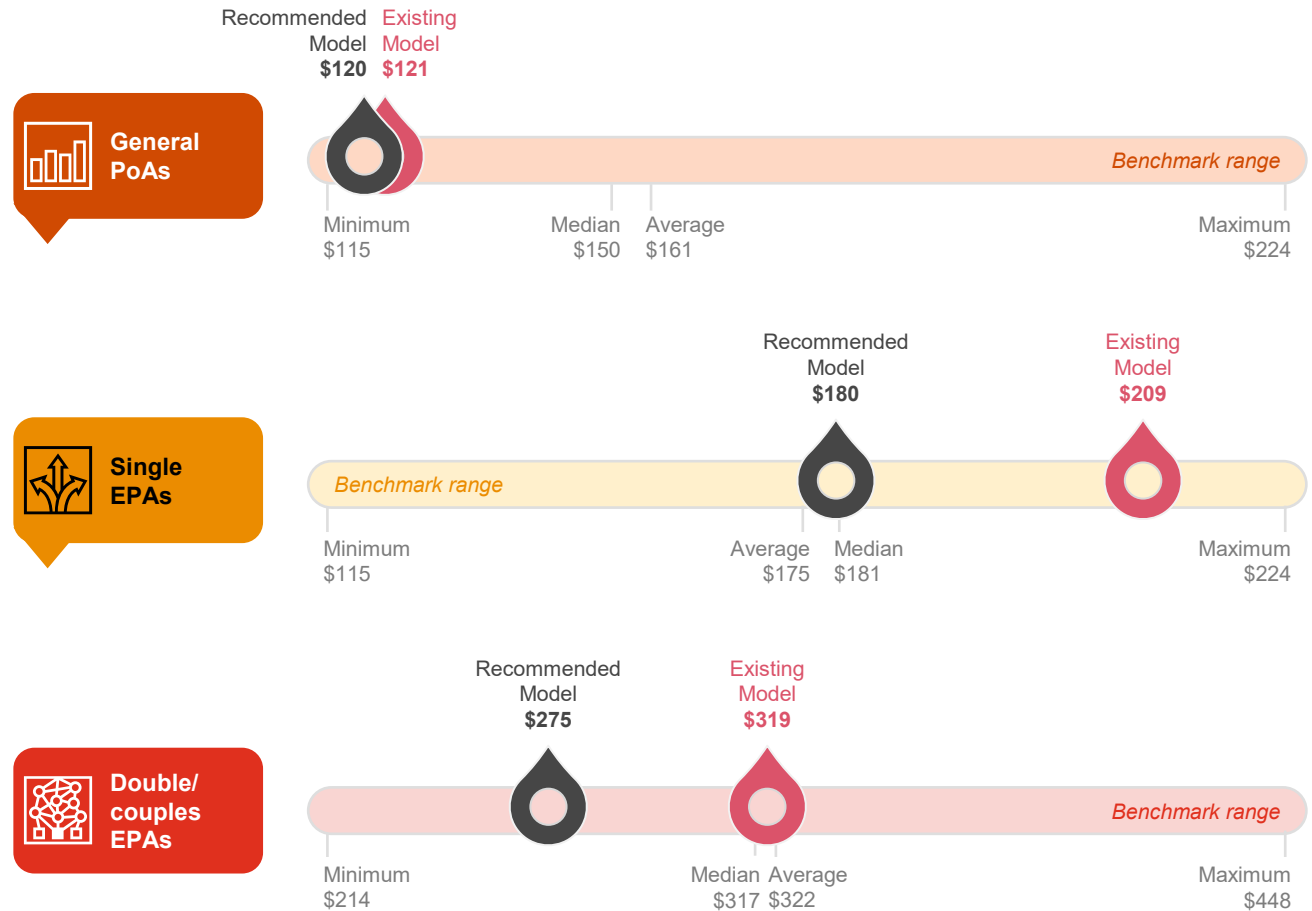 Recommended Model $120
Existing Model $121
General PoAs
Benchmark range
Minimum $115
Median $150
Average $161
Maximum $224
Recommended Model $180
Existing Model $209
Single EPAs
Benchmark range
Minimum $115
Average $175
Median $181
Maximum $224
Recommended Model $275
Existing Model $319
Double/ couples EPAs
Benchmark range
Minimum $214
Median $317
Average $322
Maximum $448